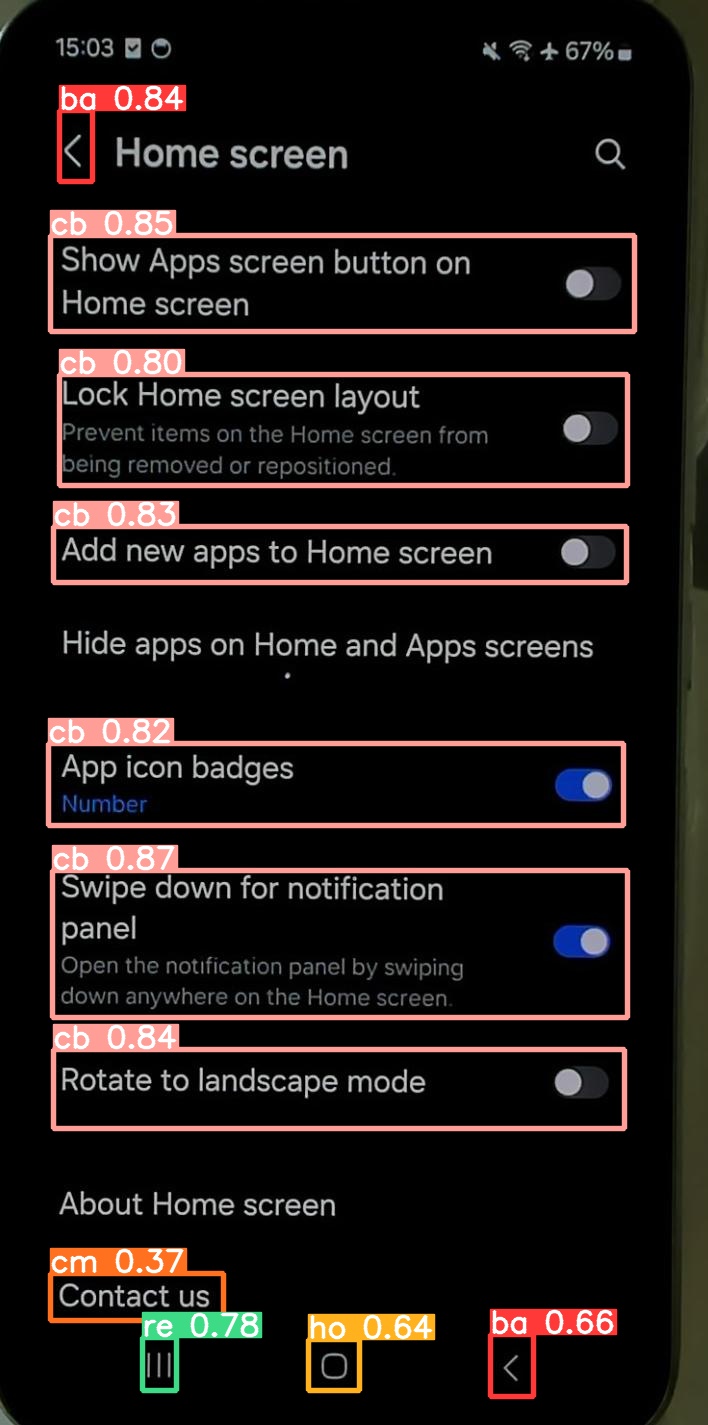 15:03 67%
ba 0.84
Home screen
cb 0.85
Show Apps screen button on
Home screen
cb 0.80
Lock Home screen layout
Prevent items on the Home screen from
being removed or repositioned.
cb 0.83
Add new apps to Home screen
Hide apps on Home and Apps screens
cb 0.82
App icon badges
Number
cb 0.87
Swipe down for notification
panel
Open the notification panel by swiping
down anywhere on the Home screen.
cb 0.84
Rotate to landscape mode
About Home screen
cm 0.37
Contact us
re 0.78 ho 0.64 ba 0.66